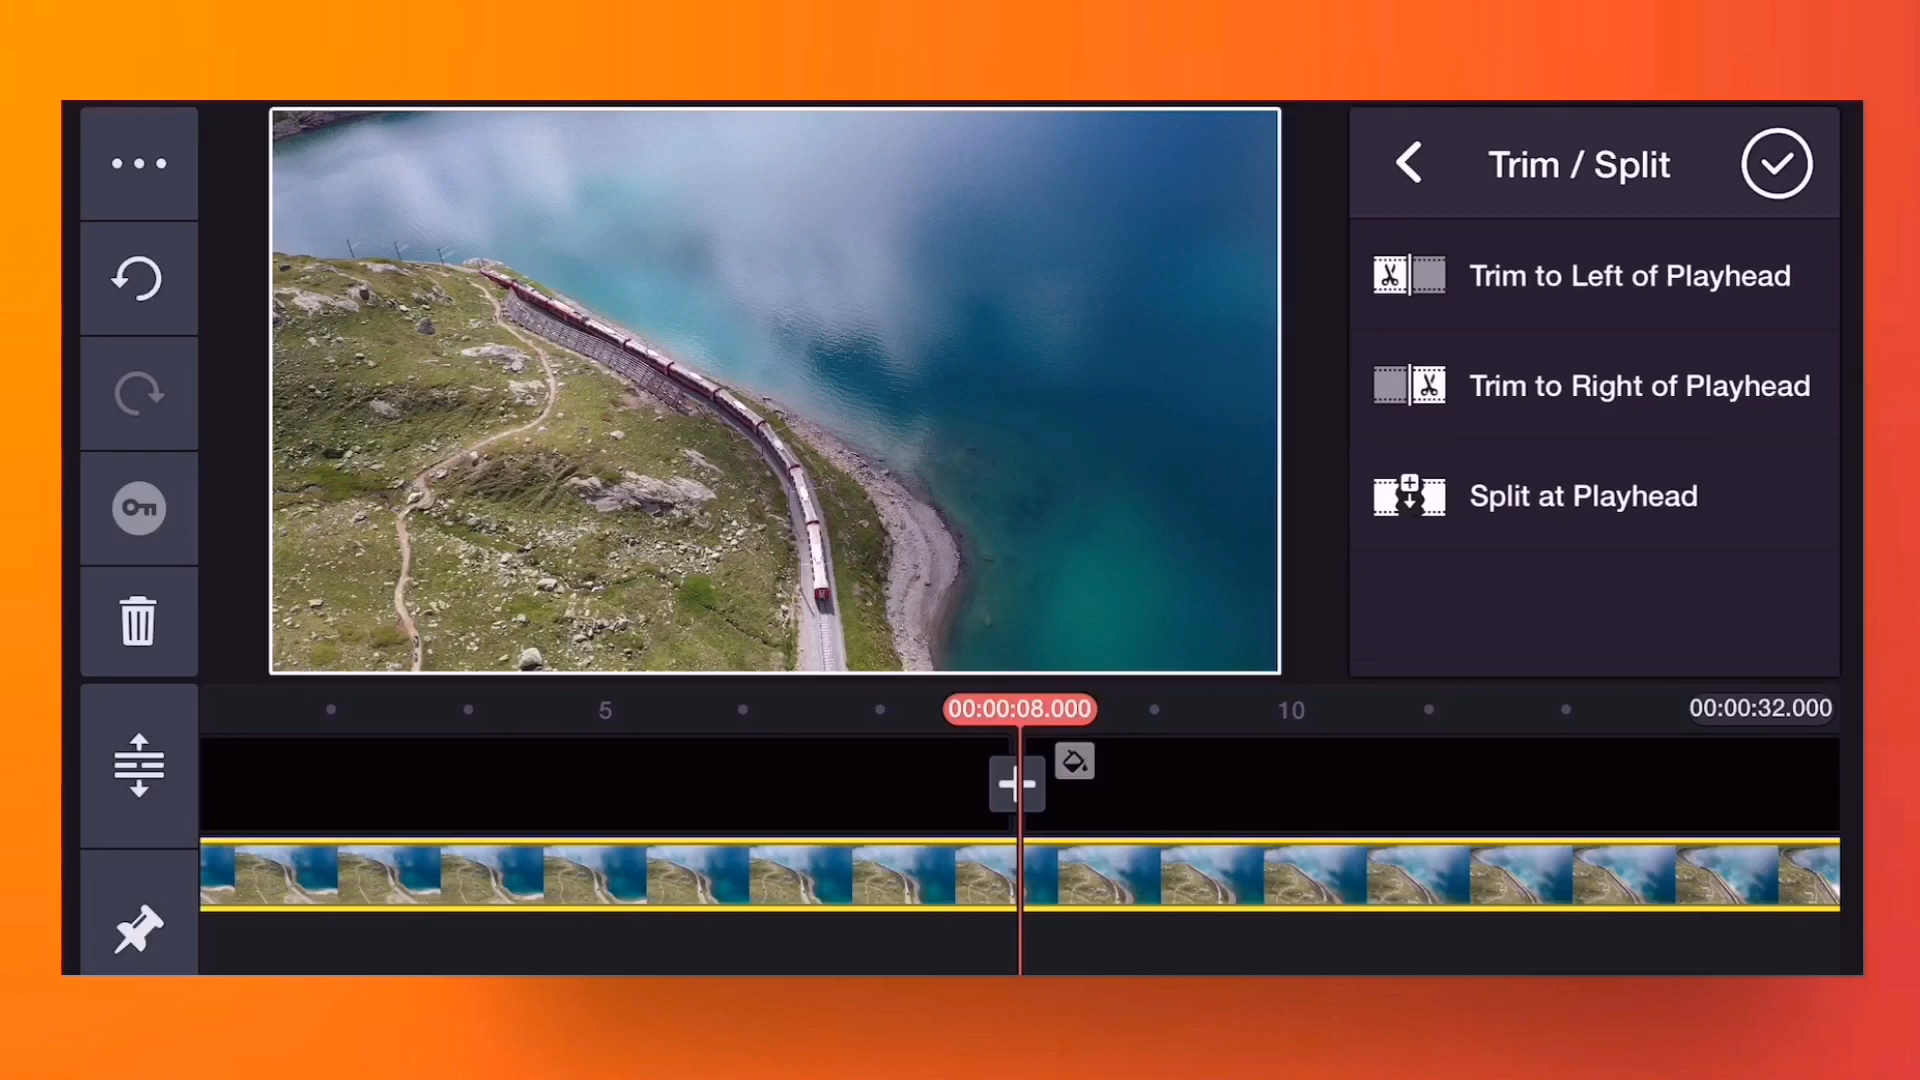 Trim / Split
Trim to Left of Playhead
Trim to Right of Playhead
Split at Playhead
5
00:00:08.000
10
00:00:32.000